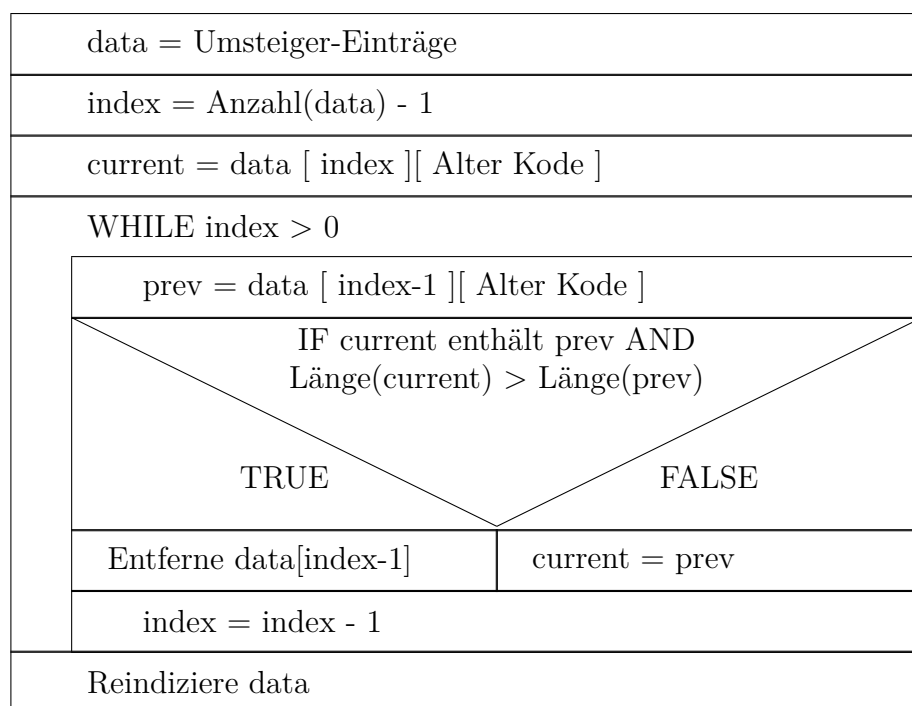 data = Umsteiger-Einträge
index = Anzahl(data) - 1
current = data [ index ][ Alter Kode ]
WHILE index > 0
prev = data [ index-1 ][ Alter Kode ]
IF current enthält prev AND
Länge(current) > Länge(prev)
TRUE
FALSE
Entferne data[index-1]
current = prev
index = index - 1
Reindiziere data